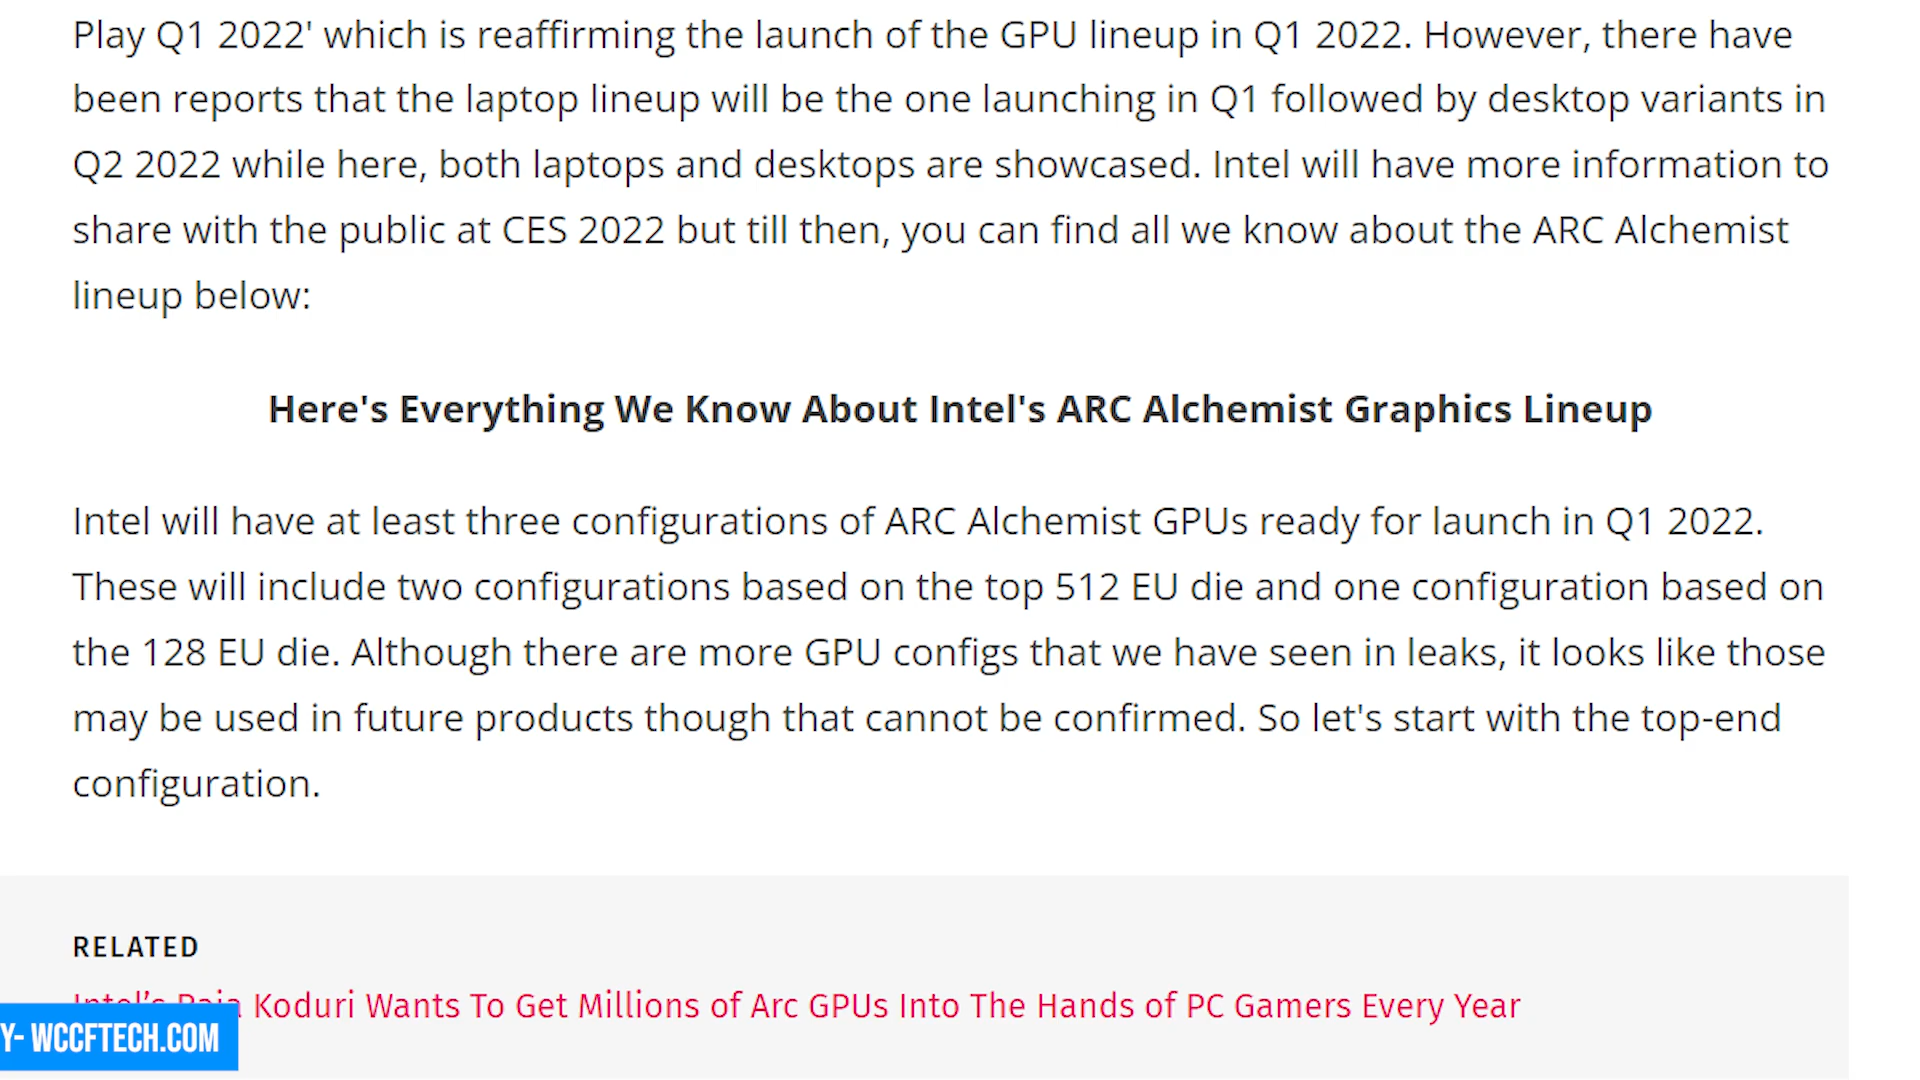 Play Q1 2022' which is reaffirming the launch of the GPU lineup in Q1 2022. However, there have
been reports that the laptop lineup will be the one launching in Q1 followed by desktop variants in
Q2 2022 while here, both laptops and desktops are showcased. Intel will have more information to
share with the public at CES 2022 but till then, you can find all we know about the ARC Alchemist
lineup below:
Here's Everything We Know About Intel's ARC Alchemist Graphics Lineup
Intel will have at least three configurations of ARC Alchemist GPUs ready for launch in Q1 2022.
These will include two configurations based on the top 512 EU die and one configuration based on
the 128 EU die. Although there are more GPU configs that we have seen in leaks, it looks like those
may be used in future products though that cannot be confirmed. So let's start with the top-end
configuration.
RELATED
Intel’s Raja Koduri Wants To Get Millions of Arc GPUs Into The Hands of PC Gamers Every Year
Y- WCCFTECH.COM